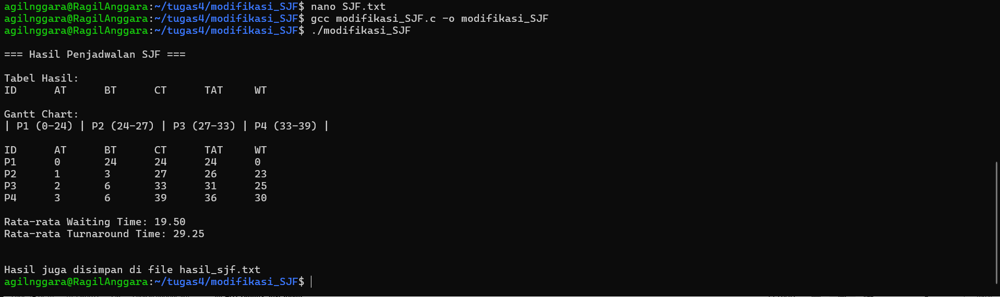 agilnggara@RagilAnggara:~/tugas4/modifikasi_SJF$ nano SJF.txt
agilnggara@RagilAnggara:~/tugas4/modifikasi_SJF$ gcc modifikasi_SJF.c -o modifikasi_SJF
agilnggara@RagilAnggara:~/tugas4/modifikasi_SJF$ ./modifikasi_SJF
=== Hasil Penjadwalan SJF ===
Tabel Hasil:
ID AT BT CT TAT WT
Gantt Chart:
| P1 (0-24) | P2 (24-27) | P3 (27-33) | P4 (33-39) |
ID AT BT CT TAT WT
P1 0 24 24 24 0
P2 1 3 27 26 23
P3 2 6 33 31 25
P4 3 6 39 36 30
Rata-rata Waiting Time: 19.50
Rata-rata Turnaround Time: 29.25
Hasil juga disimpan di file hasil_sjf.txt
agilnggara@RagilAnggara:~/tugas4/modifikasi_SJF$